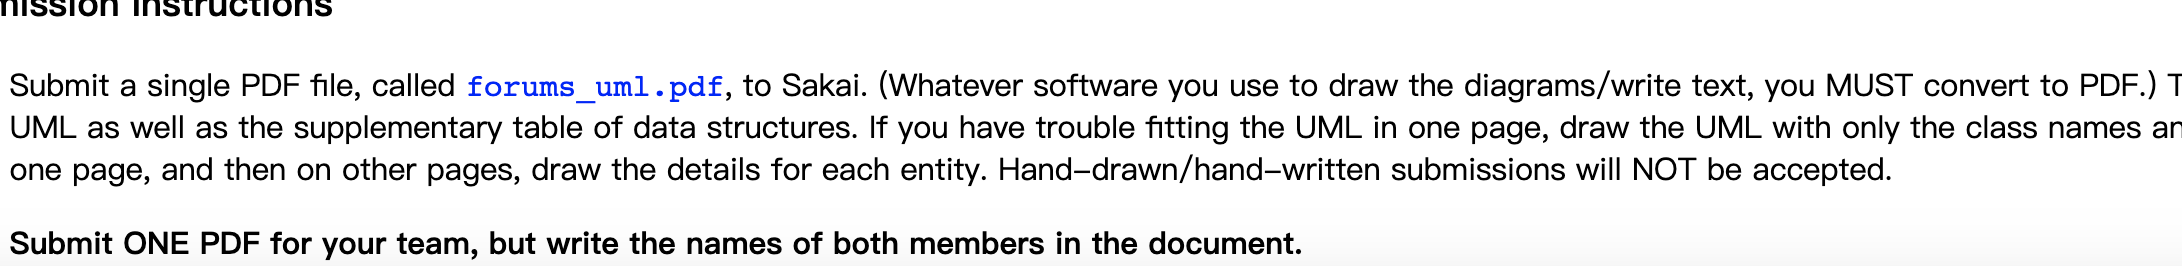 mission Instructions
Submit a single PDF file, called forums_uml.pdf, to Sakai. (Whatever software you use to draw the diagrams/write text, you MUST convert to PDF.) T
UML as well as the supplementary table of data structures. If you have trouble fitting the UML in one page, draw the UML with only the class names an
one page, and then on other pages, draw the details for each entity. Hand–drawn/hand–written submissions will NOT be accepted.
Submit ONE PDF for your team, but write the names of both members in the document.